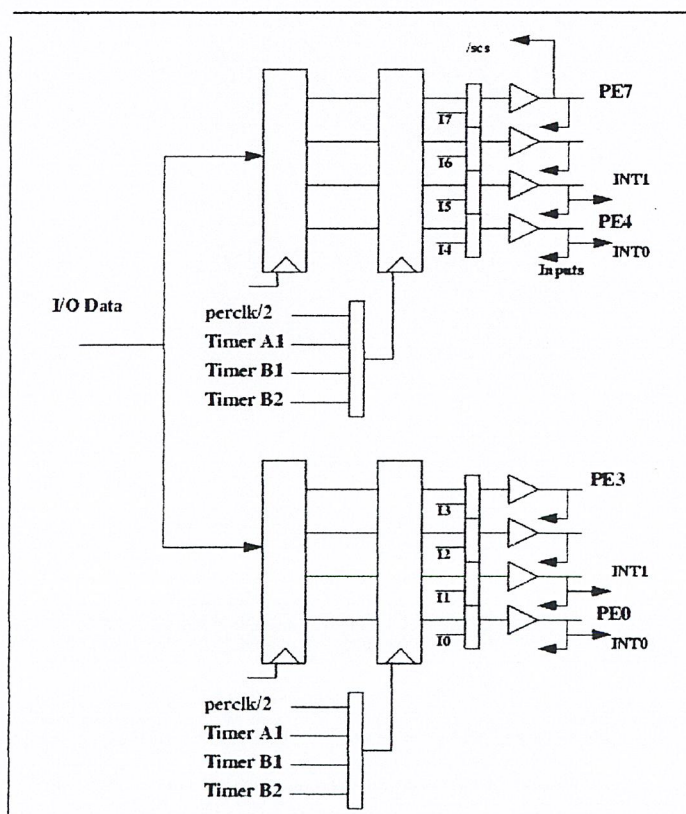 /scs
PE7
I7
I6
INT1
I5
PE4
I4
INT0
Inputs
I/O Data
perclk/2
Timer A1
Timer B1
Timer B2
PE3
I3
I2
INT1
I1
PE0
I0
INT0
perclk/2
Timer A1
Timer B1
Timer B2